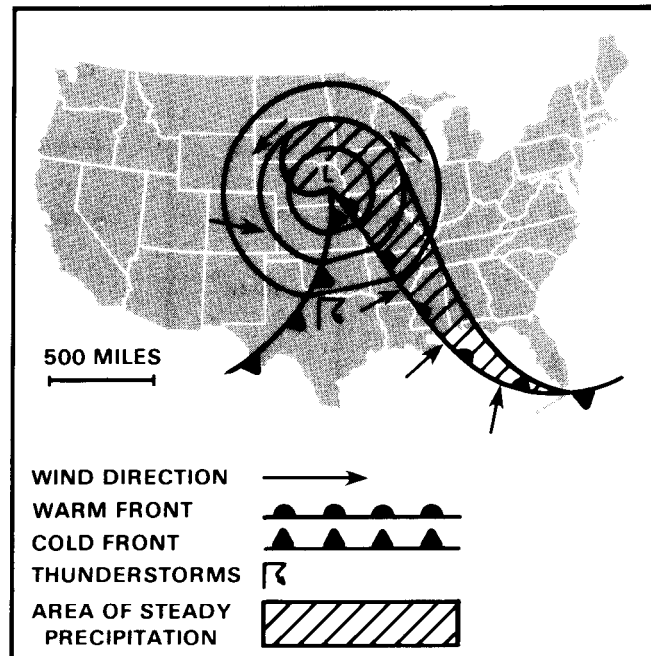 L
500 MILES
WIND DIRECTION
WARM FRONT
COLD FRONT
THUNDERSTORMS
AREA OF STEADY
PRECIPITATION